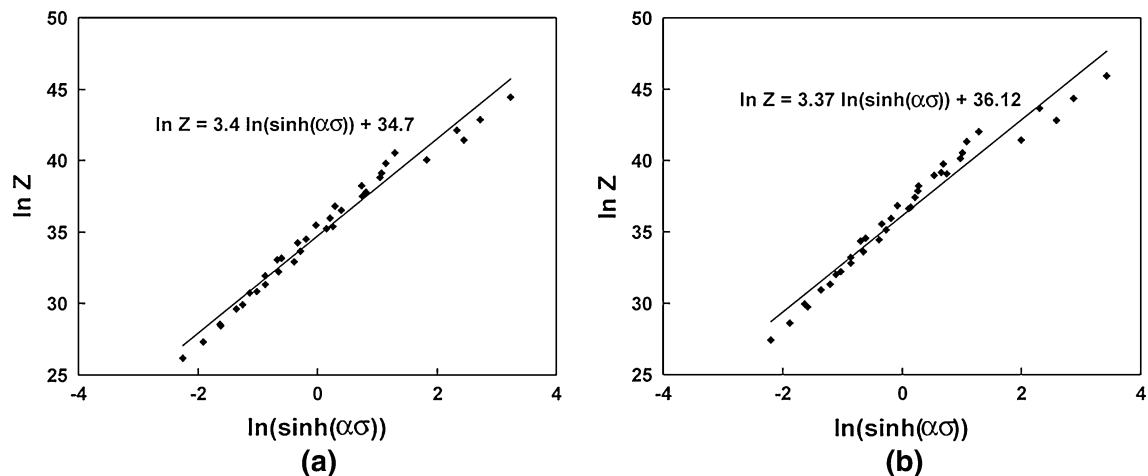 50
45
40
35
30
25
ln Z
ln Z = 3.4 ln(sinh(ασ)) + 34.7
-4 -2 0 2 4
ln(sinh(ασ))
(a)
50
45
40
35
30
25
ln Z
ln Z = 3.37 ln(sinh(ασ)) + 36.12
-4 -2 0 2 4
ln(sinh(ασ))
(b)